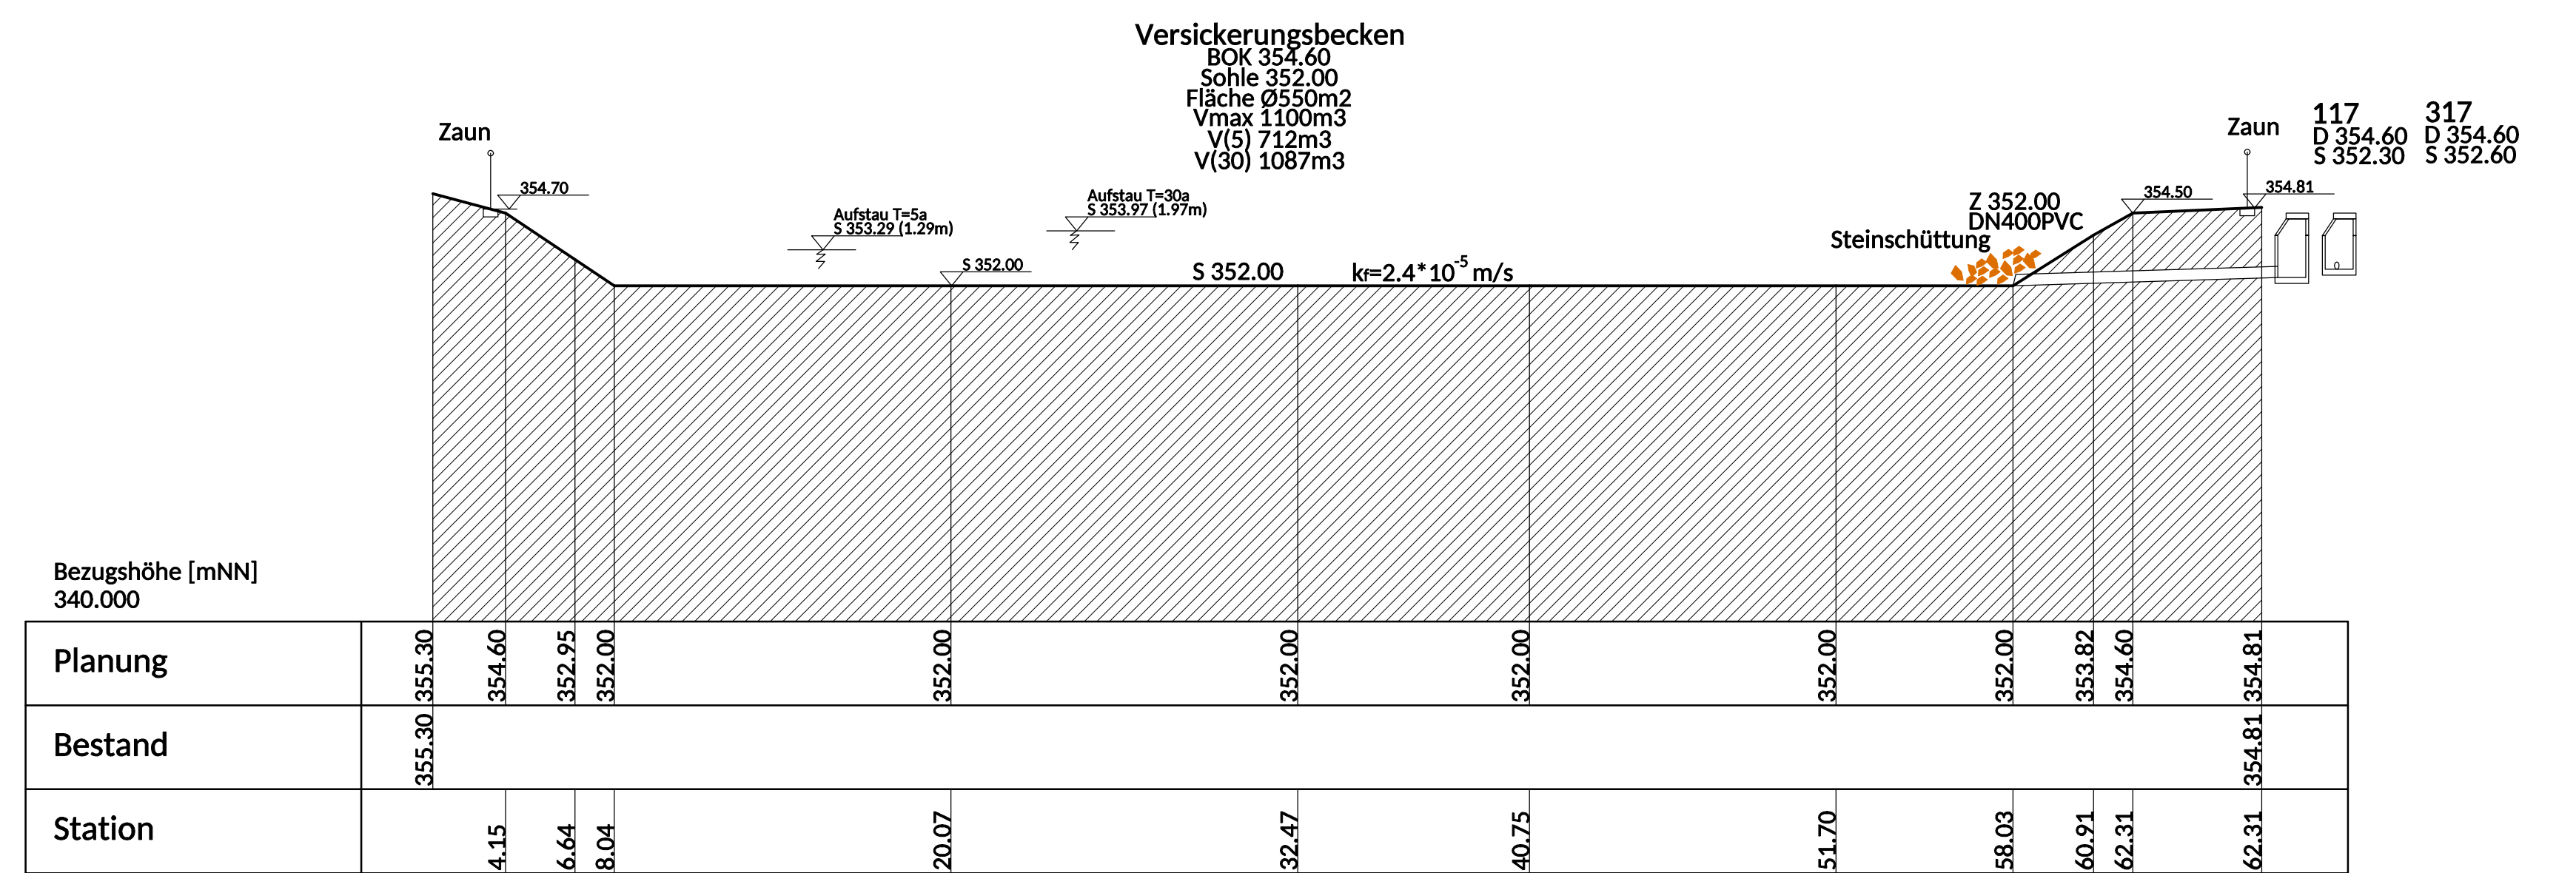 Versickerungsbecken
BOK 354.60
Sohle 352.00
Fläche Ø550m2
Vmax 1100m3
V(5) 712m3
V(30) 1087m3
Zaun
354.70
Aufstau T=5a
S 353.29 (1.29m)
Aufstau T=30a
S 353.97 (1.97m)
S 352.00
S 352.00
kf=2.4*10-5 m/s
Steinschüttung
Z 352.00
DN400PVC
354.50
Zaun
354.81
117
D 354.60
S 352.30
317
D 354.60
S 352.60
Bezugshöhe [mNN]
340.000
Planung 355.30 354.60 352.95 352.00 352.00 352.00 352.00 352.00 352.00 353.82 354.60 354.81
Bestand 355.30 354.81
Station 4.15 6.64 8.04 20.07 32.47 40.75 51.70 58.03 60.91 62.31 62.31